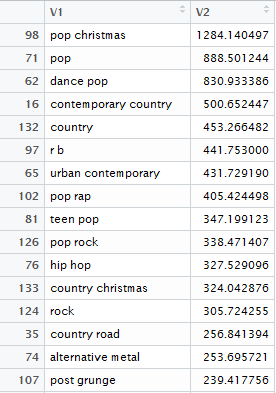 V1 V2
98 pop christmas 1284.140497
71 pop 888.501244
62 dance pop 830.933386
16 contemporary country 500.652447
132 country 453.266482
97 r b 441.753000
65 urban contemporary 431.729190
102 pop rap 405.424498
81 teen pop 347.199123
126 pop rock 338.471407
76 hip hop 327.529096
133 country christmas 324.042876
124 rock 305.724255
35 country road 256.841394
74 alternative metal 253.695721
107 post grunge 239.417756